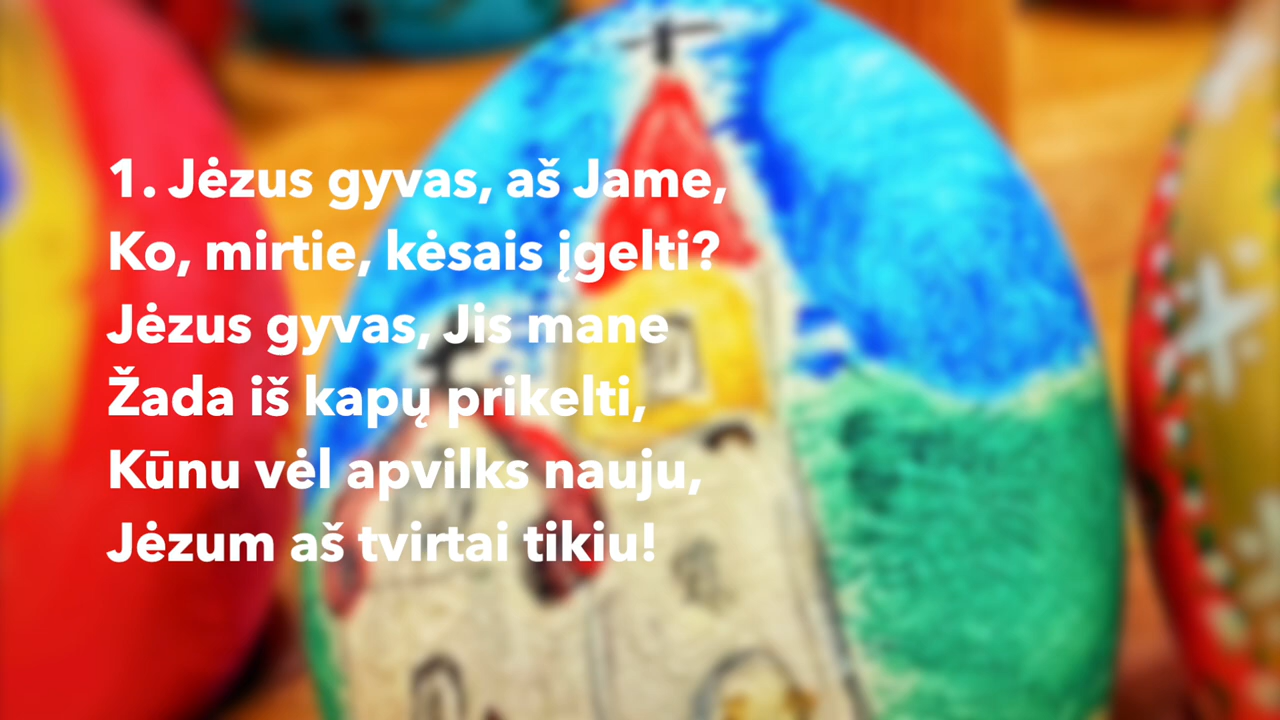 1. Jėzus gyvas, aš Jame,
Ko, mirtie, kėsais įgelti?
Jėzus gyvas, Jis mane
Žada iš kapų prikelti,
Kūnu vėl apvilks nauju,
Jėzum aš tvirtai tikiu!